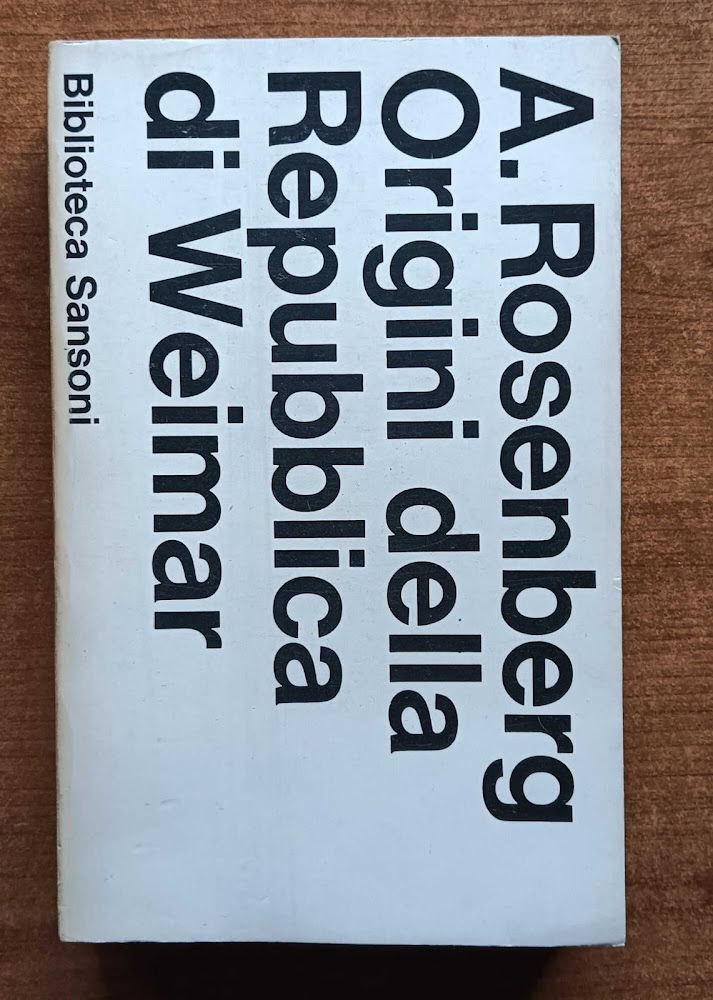 A. Rosenberg
Origini della
Repubblica
di Weimar
Biblioteca Sansoni